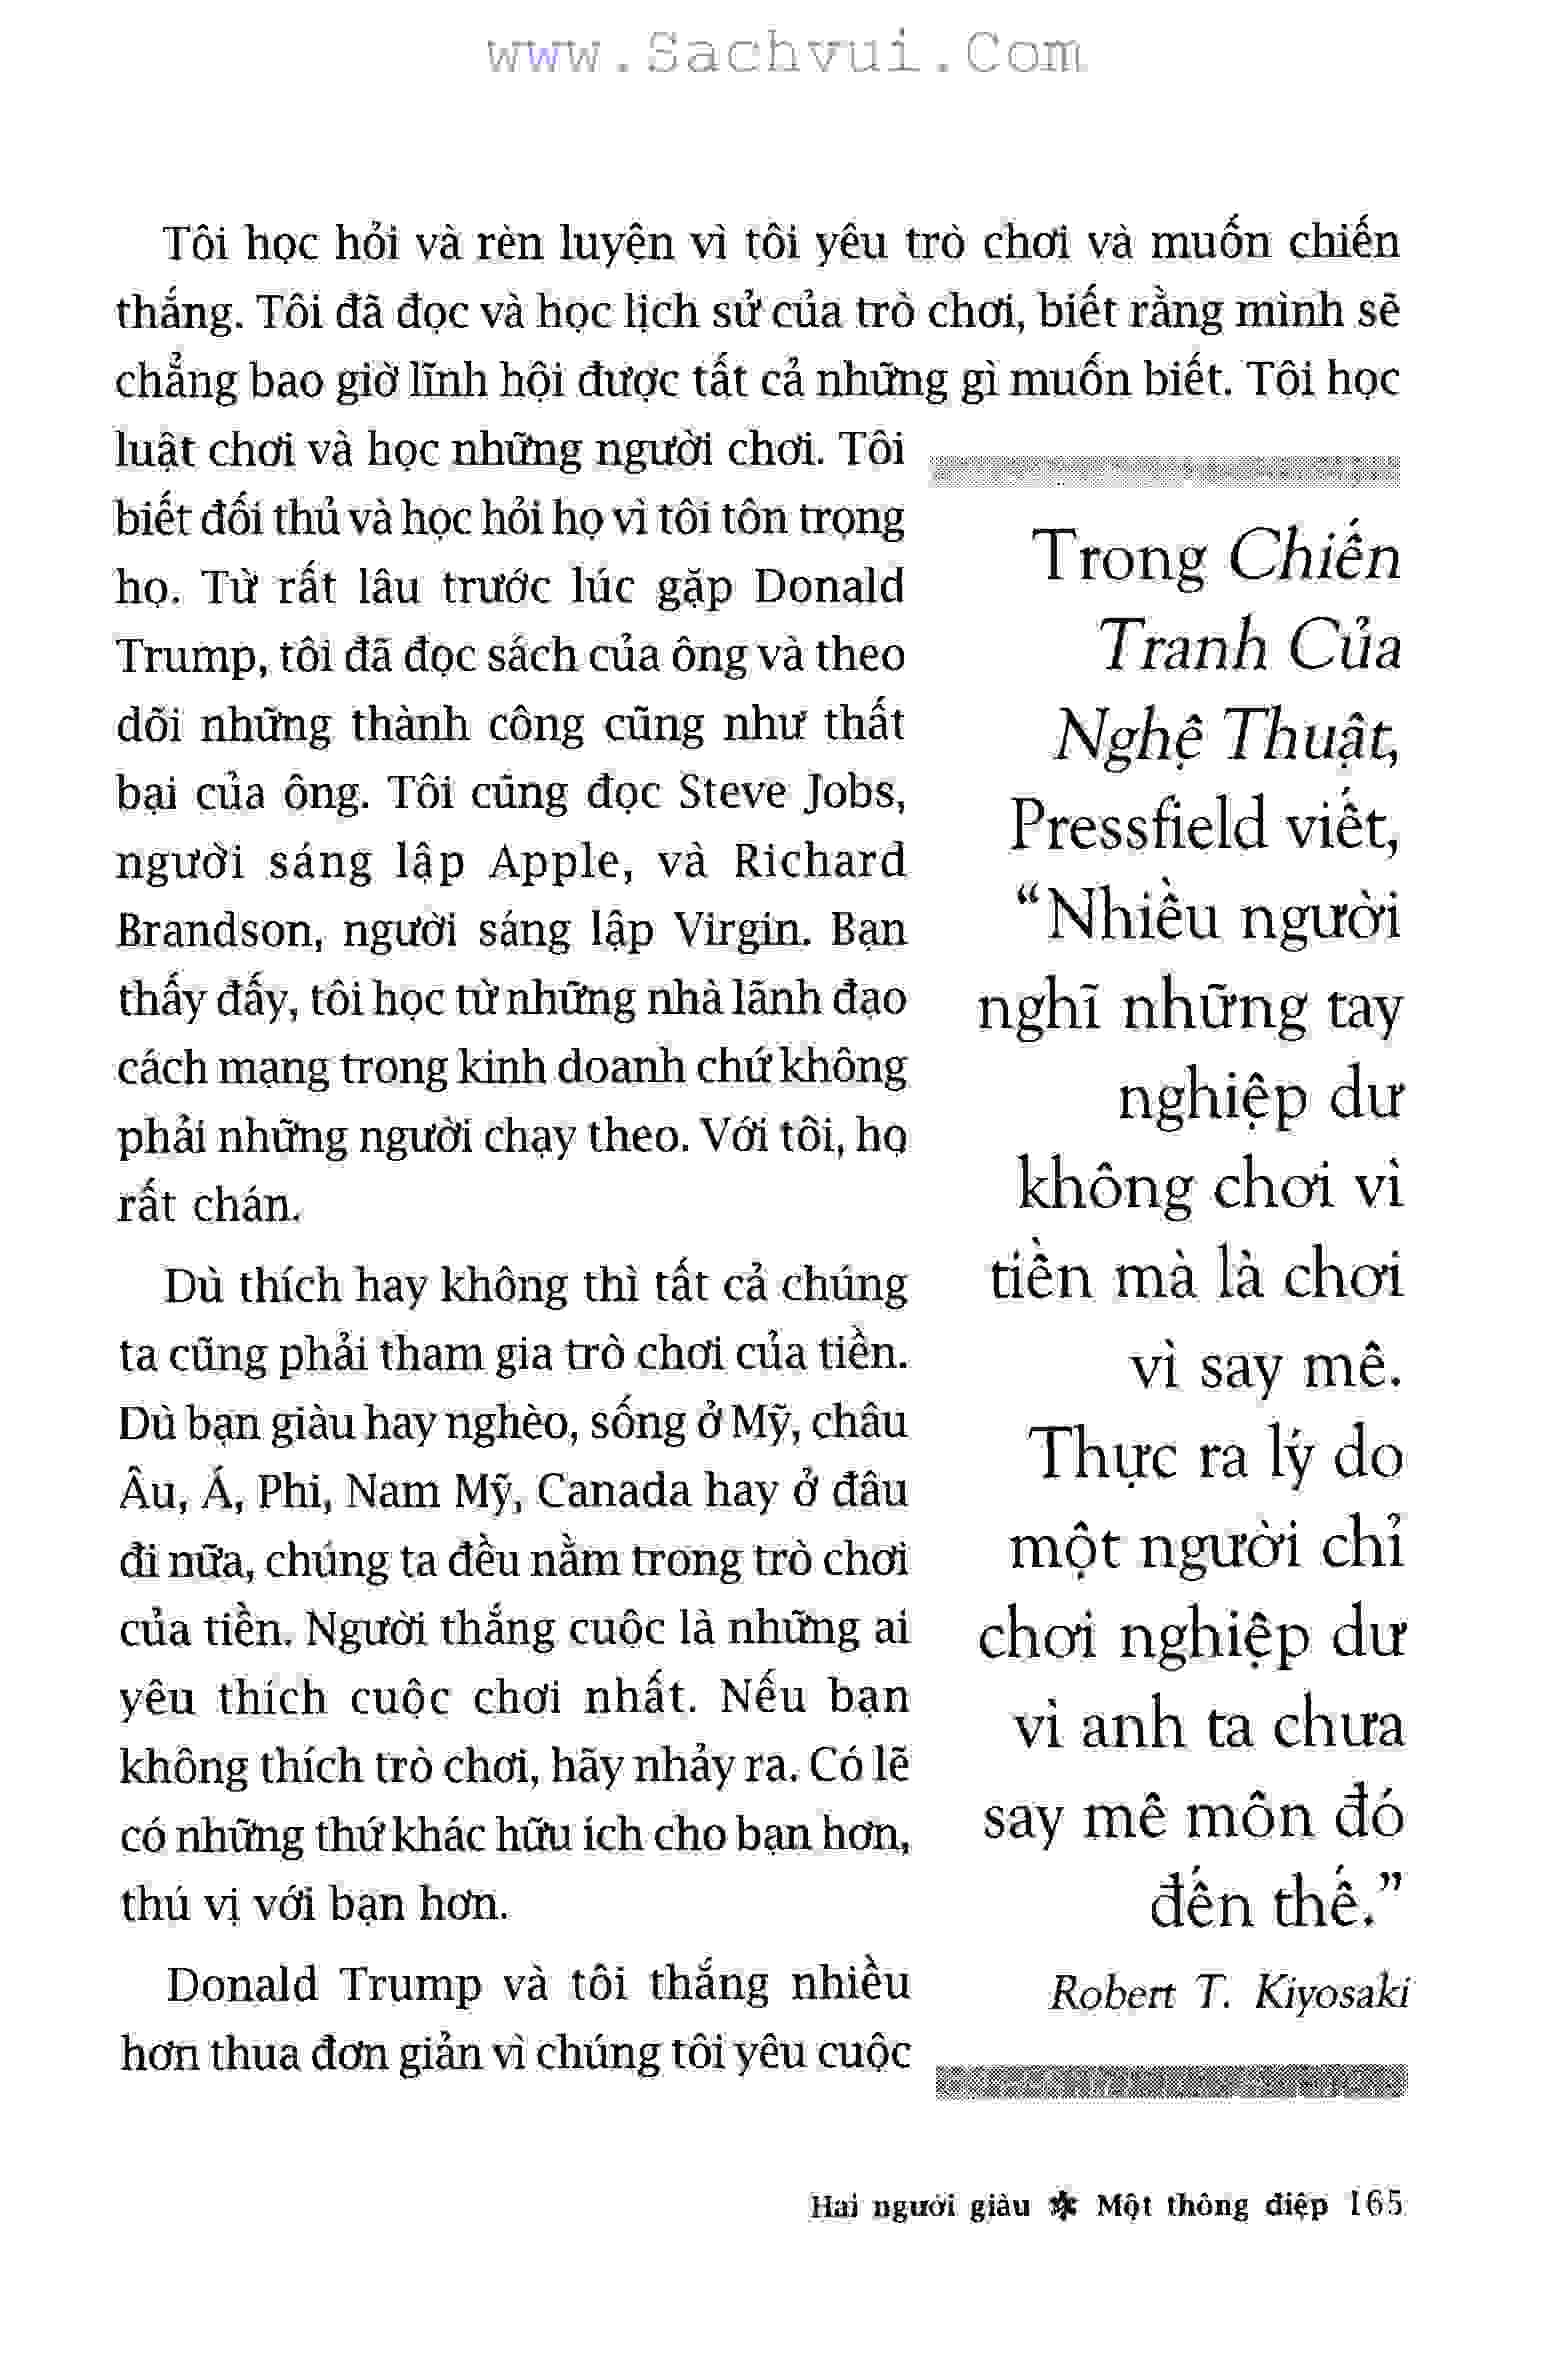 www.Sachvui.Com
Tôi học hỏi và rèn luyện vì tôi yêu trò chơi và muốn chiến
thắng. Tôi đã đọc và học lịch sử của trò chơi, biết rằng mình sẽ
chẳng bao giờ lĩnh hội được tất cả những gì muốn biết. Tôi học
luật chơi và học những người chơi. Tôi
biết đối thủ và học hỏi họ vì tôi tôn trọng
họ. Từ rất lâu trước lúc gặp Donald
Trump, tôi đã đọc sách của ông và theo
dõi những thành công cũng như thất
bại của ông. Tôi cũng đọc Steve Jobs,
người sáng lập Apple, và Richard
Brandson, người sáng lập Virgin. Bạn
thấy đấy, tôi học từ những nhà lãnh đạo
cách mạng trong kinh doanh chứ không
phải những người chạy theo. Với tôi, họ
rất chán.
Dù thích hay không thì tất cả chúng
ta cũng phải tham gia trò chơi của tiền.
Dù bạn giàu hay nghèo, sống ở Mỹ, châu
Âu, Á, Phi, Nam Mỹ, Canada hay ở đâu
đi nữa, chúng ta đều nằm trong trò chơi
của tiền. Người thắng cuộc là những ai
yêu thích cuộc chơi nhất. Nếu bạn
không thích trò chơi, hãy nhảy ra. Có lẽ
có những thứ khác hữu ích cho bạn hơn,
thú vị với bạn hơn.
Donald Trump và tôi thắng nhiều
hơn thua đơn giản vì chúng tôi yêu cuộc
Trong Chiến
Tranh Của
Nghệ Thuật,
Pressfield viết,
“Nhiều người
nghĩ những tay
nghiệp dư
không chơi vì
tiền mà là chơi
vì say mê.
Thực ra lý do
một người chỉ
chơi nghiệp dư
vì anh ta chưa
say mê môn đó
đến thế.”
Robert T. Kiyosaki
Hai người giàu ✽ Một thông điệp 165